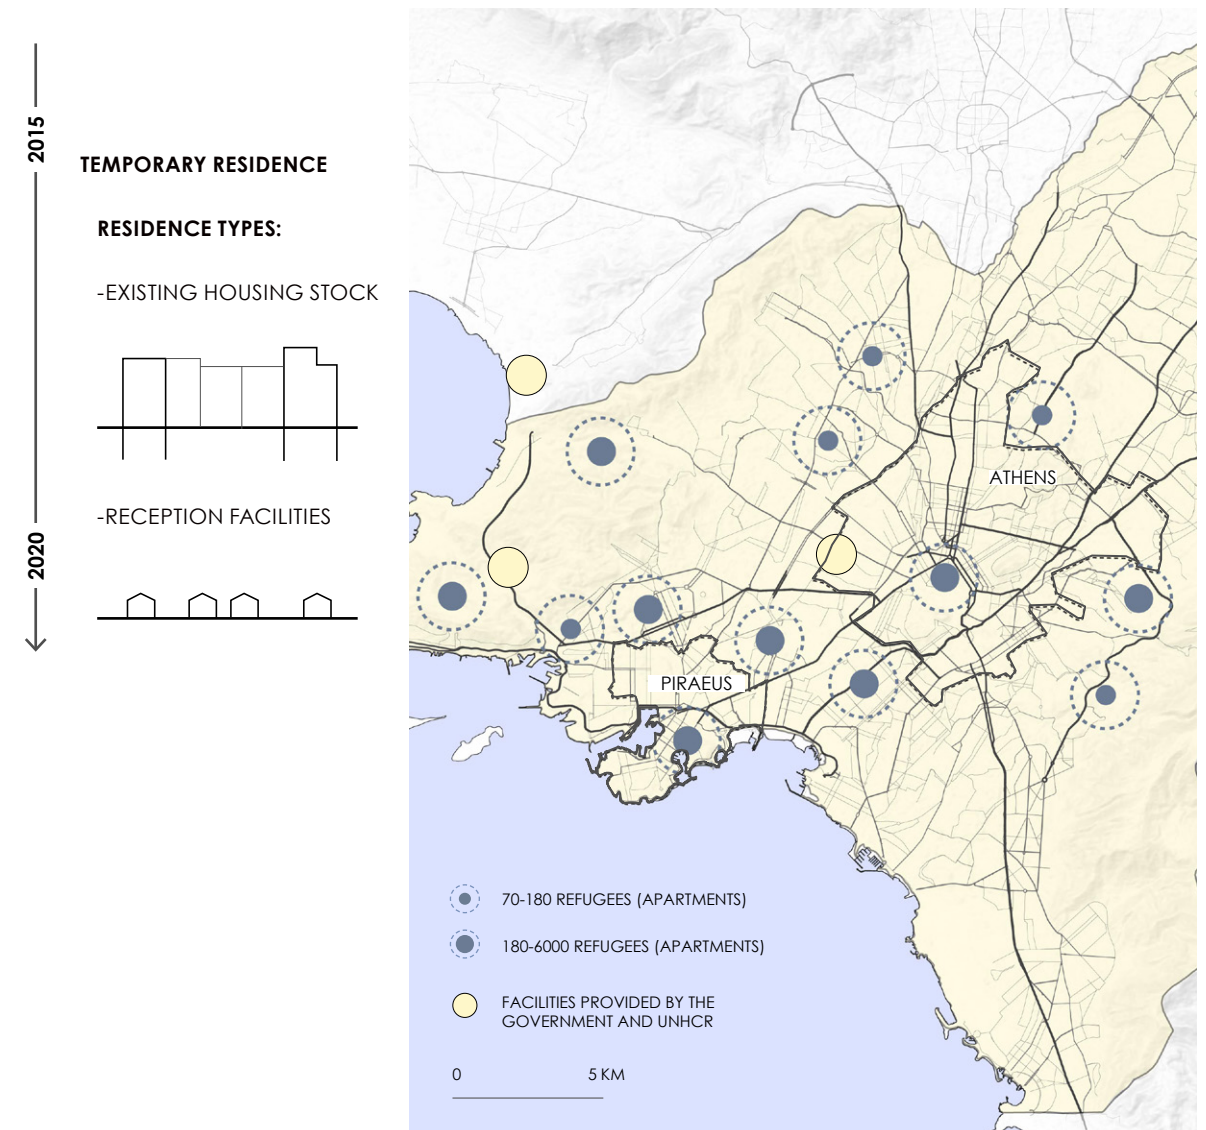 2015
2020
TEMPORARY RESIDENCE
RESIDENCE TYPES:
-EXISTING HOUSING STOCK
-RECEPTION FACILITIES
ATHENS
PIRAEUS
70-180 REFUGEES (APARTMENTS)
180-6000 REFUGEES (APARTMENTS)
FACILITIES PROVIDED BY THE
GOVERNMENT AND UNHCR
0 5 KM